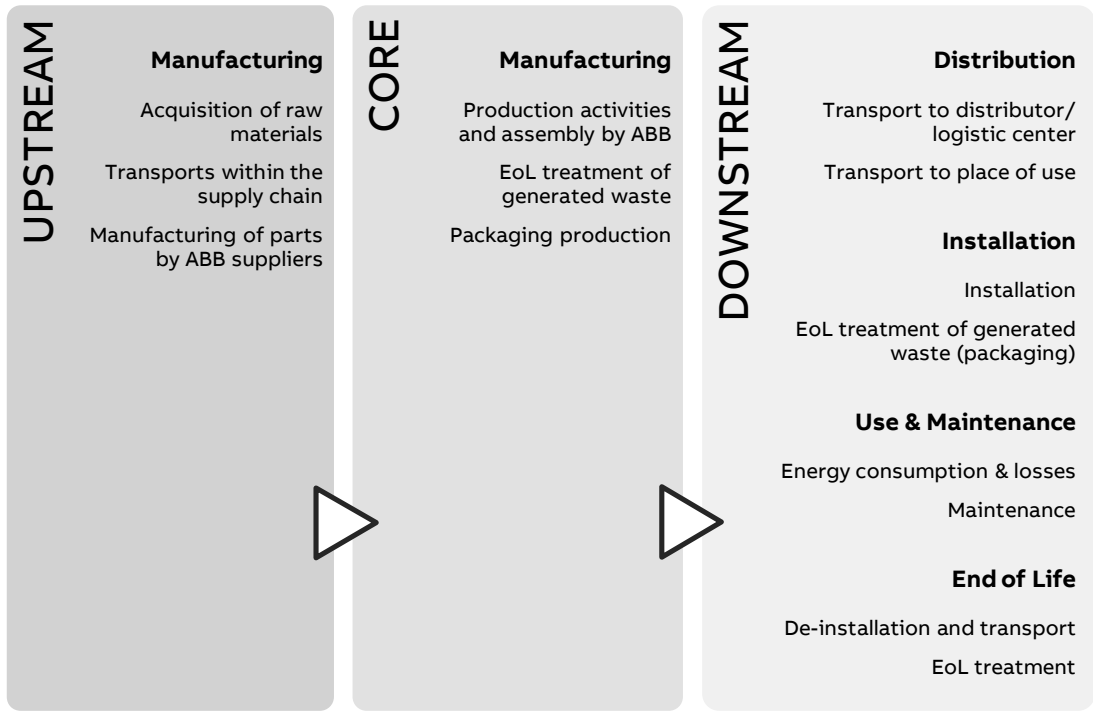 UPSTREAM
Manufacturing
Acquisition of raw
materials
Transports within the
supply chain
Manufacturing of parts
by ABB suppliers
CORE
Manufacturing
Production activities
and assembly by ABB
EoL treatment of
generated waste
Packaging production
DOWNSTREAM
Distribution
Transport to distributor/
logistic center
Transport to place of use
Installation
Installation
EoL treatment of generated
waste (packaging)
Use & Maintenance
Energy consumption & losses
Maintenance
End of Life
De-installation and transport
EoL treatment